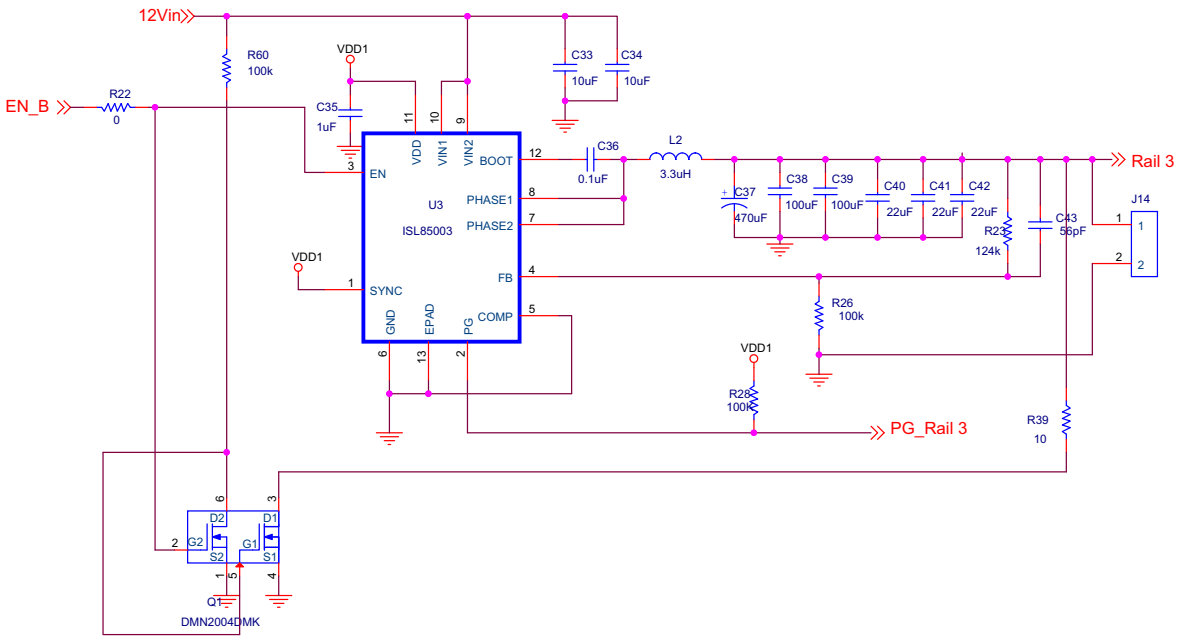 12Vin
R60
100k
VDD1
C33
10uF
C34
10uF
EN_B
R22
0
C35
1uF
11
10
9
VDD
VIN1
VIN2
3
EN
BOOT
12
C36
0.1uF
L2
3.3uH
Rail 3
U3
ISL85003
PHASE1
8
PHASE2
7
C37
+
470uF
C38
100uF
C39
100uF
C40
22uF
C41
22uF
C42
22uF
R23
124k
C43
56pF
J14
1
1
2
2
VDD1
1
SYNC
FB
4
COMP
5
GND
EPAD
PG
6
13
2
R26
100k
VDD1
R28
100K
PG_Rail 3
R39
10
6
3
D2
D1
2
G2
G1
S2
S1
1
5
4
Q1
DMN2004DMK